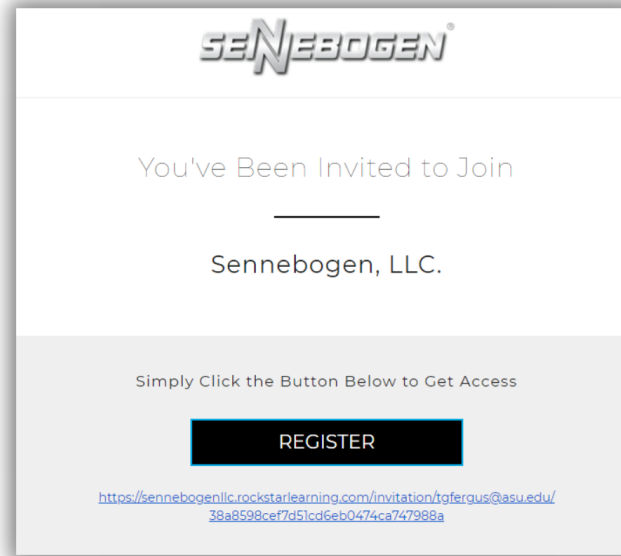 SENNEBOGEN®
You've Been Invited to Join
Sennebogen, LLC.
Simply Click the Button Below to Get Access
REGISTER
https://sennebogenllc.rockstarlearning.com/invitation/tgfergus@asu.edu/
38a8598cef7d51cd6eb0474ca747988a